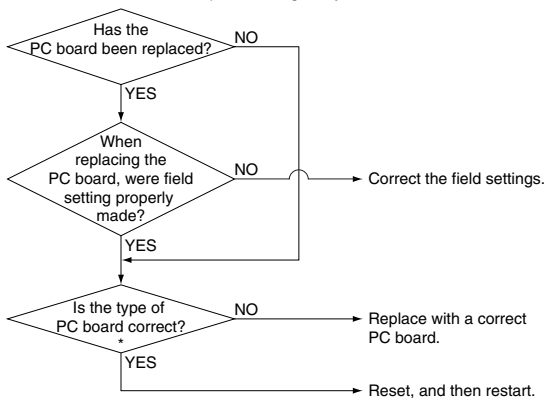 Has the
PC board been replaced?
NO
YES
When
replacing the
PC board, were field
setting properly
made?
NO
Correct the field settings.
YES
Is the type of
PC board correct?
*
NO
Replace with a correct
PC board.
YES
Reset, and then restart.